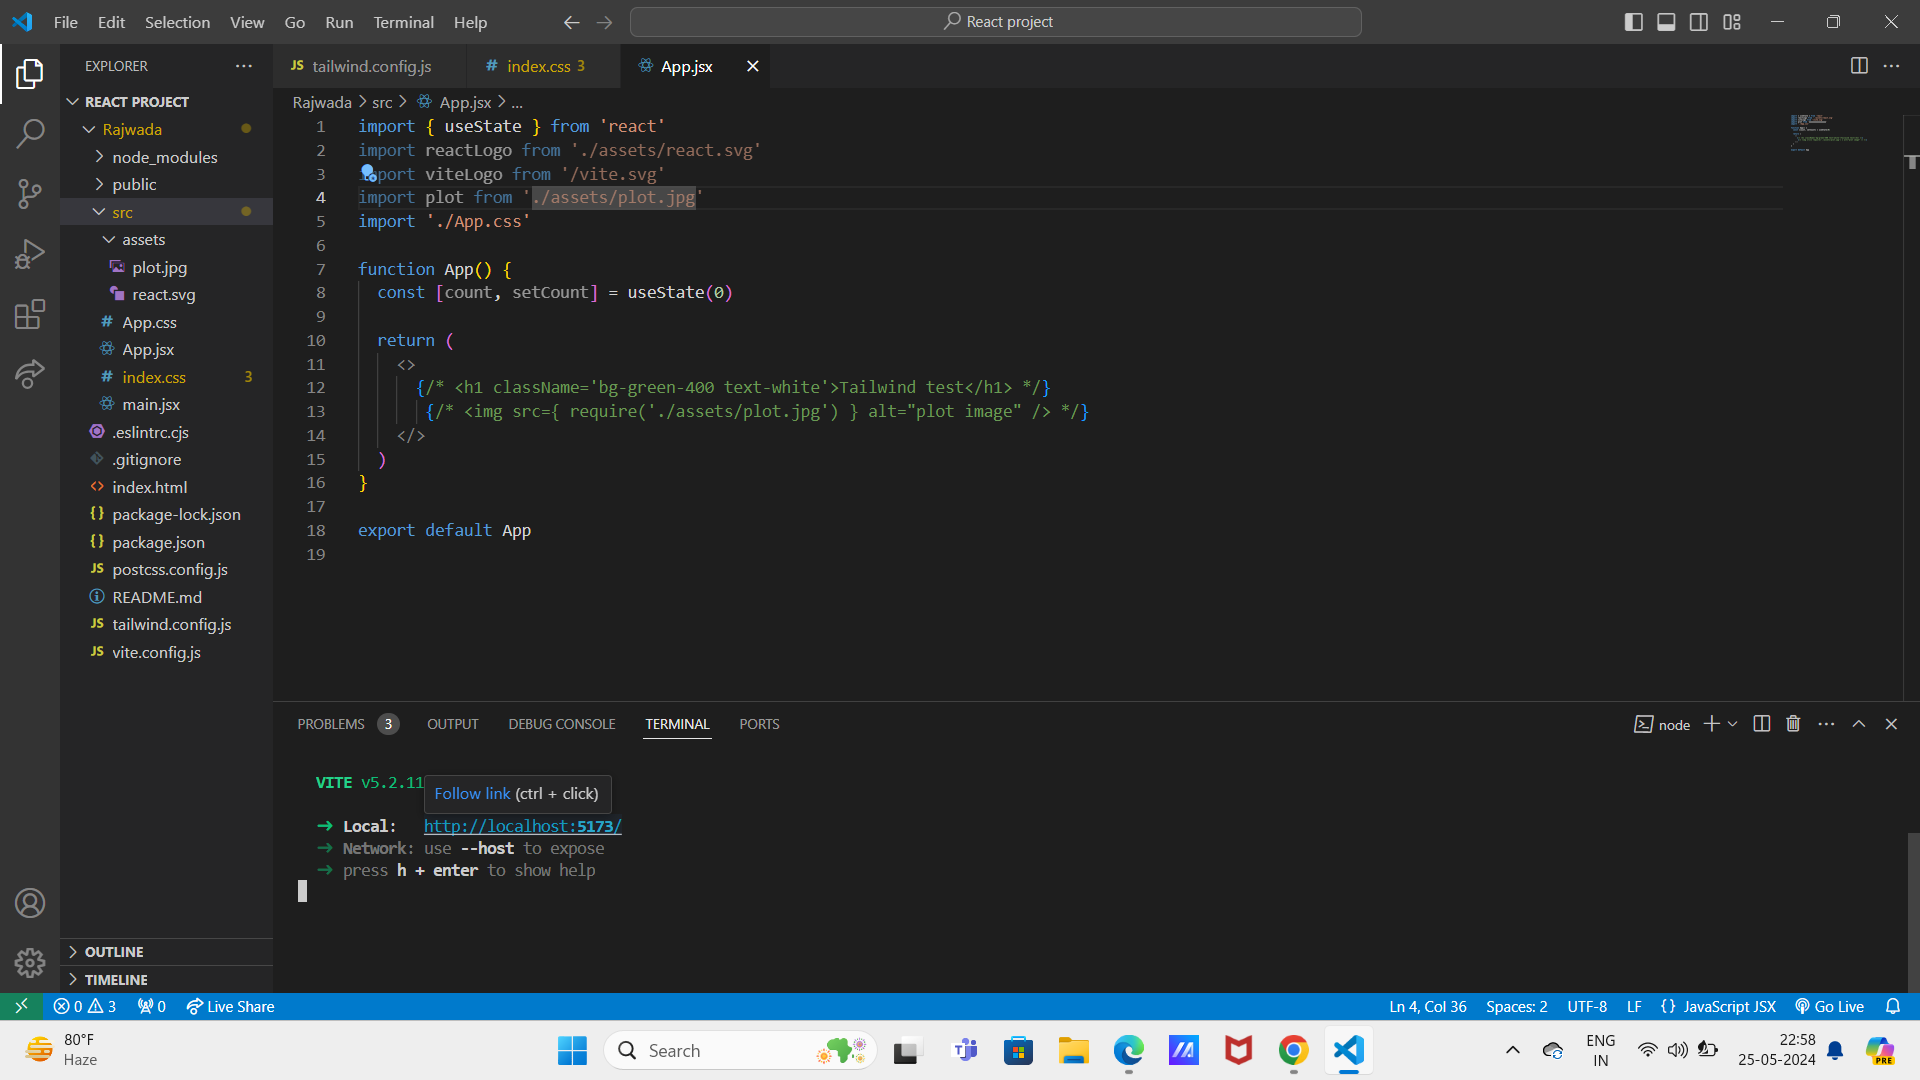 File Edit Selection View Go Run Terminal Help
React project
EXPLORER
REACT PROJECT
Rajwada
node_modules
public
src
assets
plot.jpg
react.svg
# App.css
App.jsx
# index.css 3
main.jsx
.eslintrc.cjs
.gitignore
<> index.html
{} package-lock.json
{} package.json
JS postcss.config.js
README.md
JS tailwind.config.js
JS vite.config.js
OUTLINE
TIMELINE
JS tailwind.config.js
# index.css 3
App.jsx
Rajwada > src > App.jsx > ...
1 import { useState } from 'react'
2 import reactLogo from './assets/react.svg'
3 import viteLogo from '/vite.svg'
4 import plot from './assets/plot.jpg'
5 import './App.css'
6
7 function App() {
8 const [count, setCount] = useState(0)
9
10 return (
11 <>
12 {/* <h1 className='bg-green-400 text-white'>Tailwind test</h1> */}
13 {/* <img src={ require('./assets/plot.jpg') } alt="plot image" /> */}
14 </>
15 )
16 }
17
18 export default App
19
PROBLEMS 3 OUTPUT DEBUG CONSOLE TERMINAL PORTS
node
VITE v5.2.11
Follow link (ctrl + click)
➜ Local: http://localhost:5173/
➜ Network: use --host to expose
➜ press h + enter to show help
0 3 0 Live Share
Ln 4, Col 36 Spaces: 2 UTF-8 LF {} JavaScript JSX Go Live
80°F
Haze
Search
ENG
IN
22:58
25-05-2024
PRE